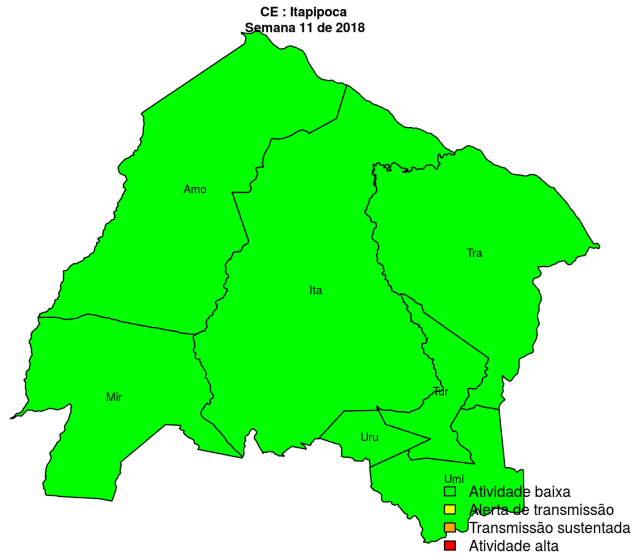 CE : Itapipoca
Semana 11 de 2018
Amo
Tra
Ita
Tur
Mir
Uru
Umi
Atividade baixa
Alerta de transmissão
Transmissão sustentada
Atividade alta